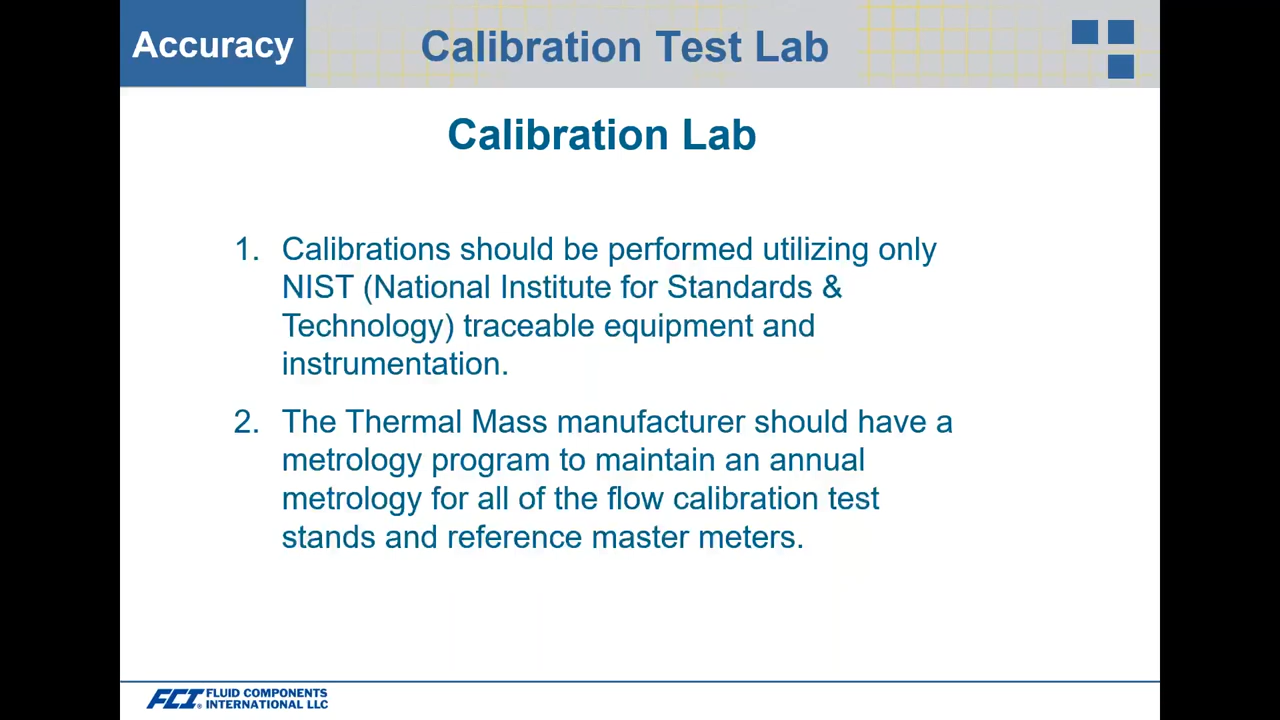 Accuracy
Calibration Test Lab
Calibration Lab
1. Calibrations should be performed utilizing only
NIST (National Institute for Standards &
Technology) traceable equipment and
instrumentation.
2. The Thermal Mass manufacturer should have a
metrology program to maintain an annual
metrology for all of the flow calibration test
stands and reference master meters.
FCI® FLUID COMPONENTS
INTERNATIONAL LLC